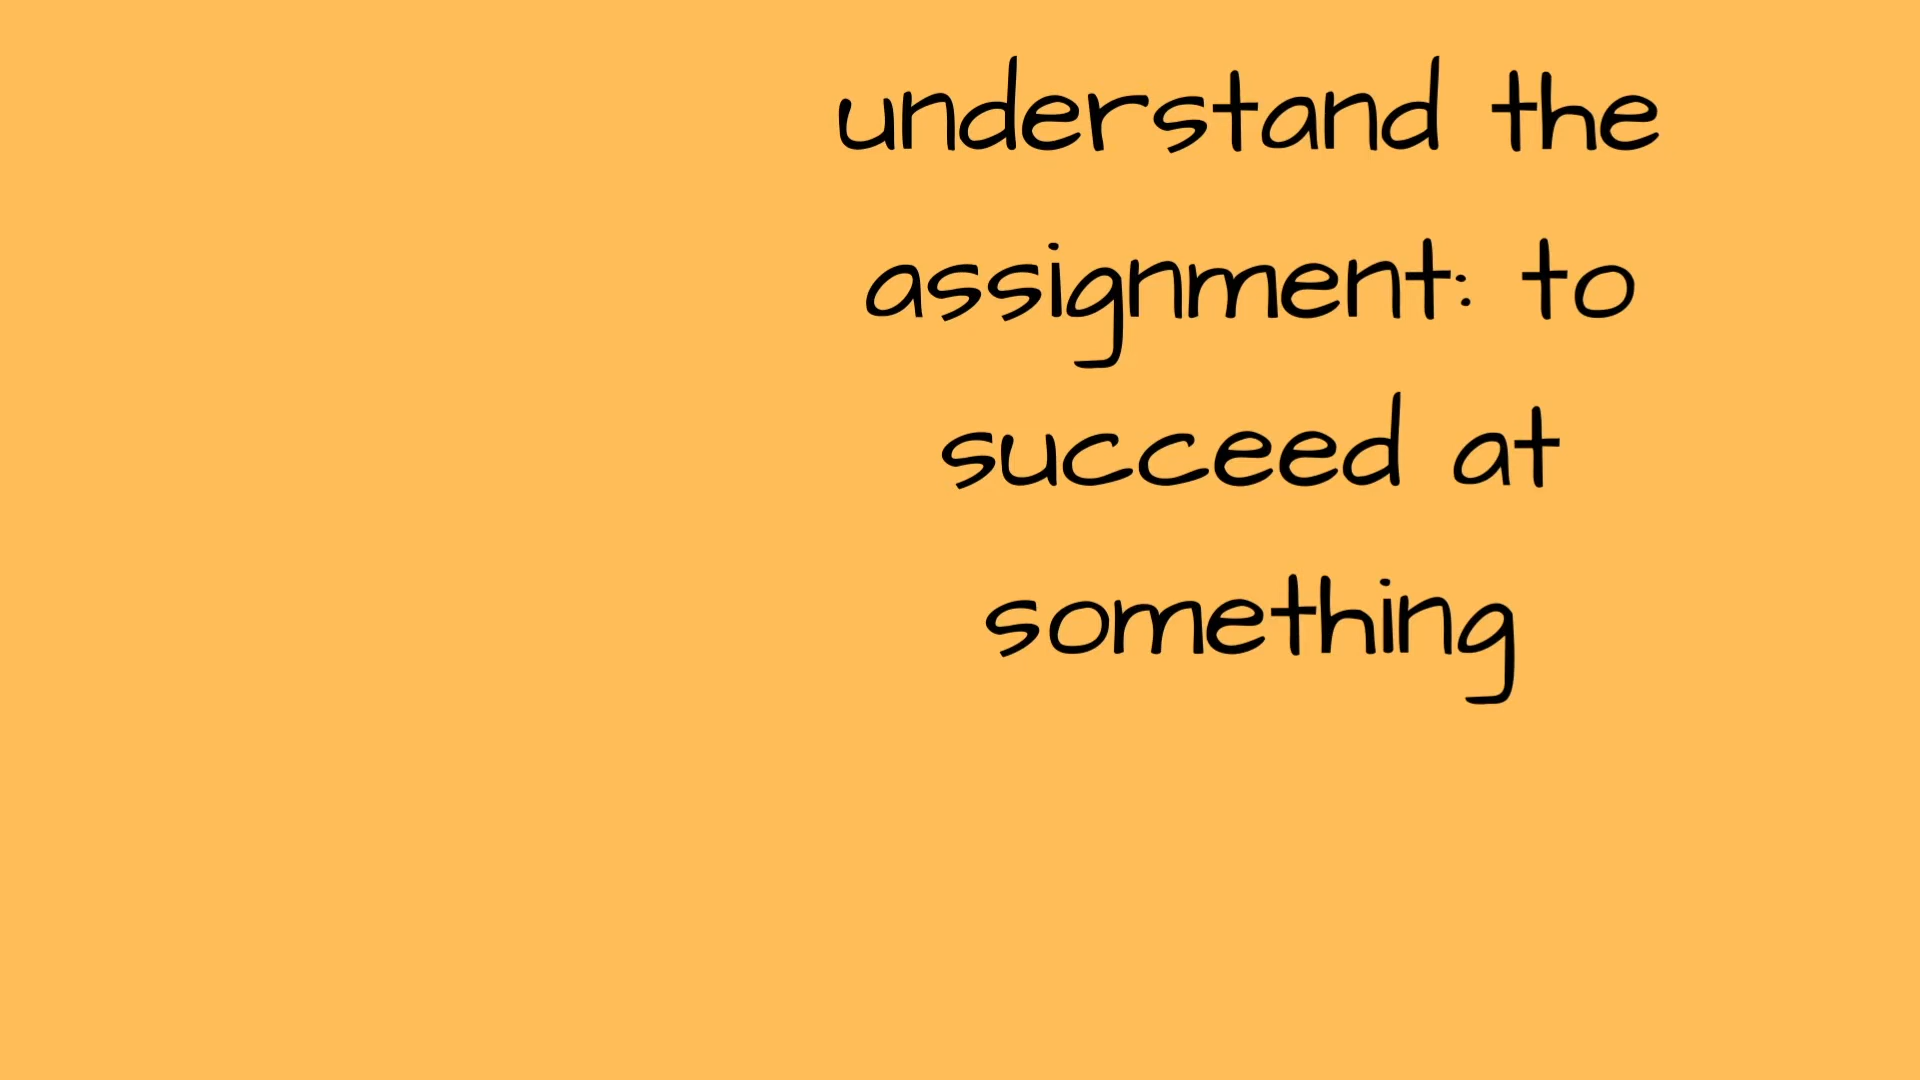 understand the
assignment: to
succeed at
something